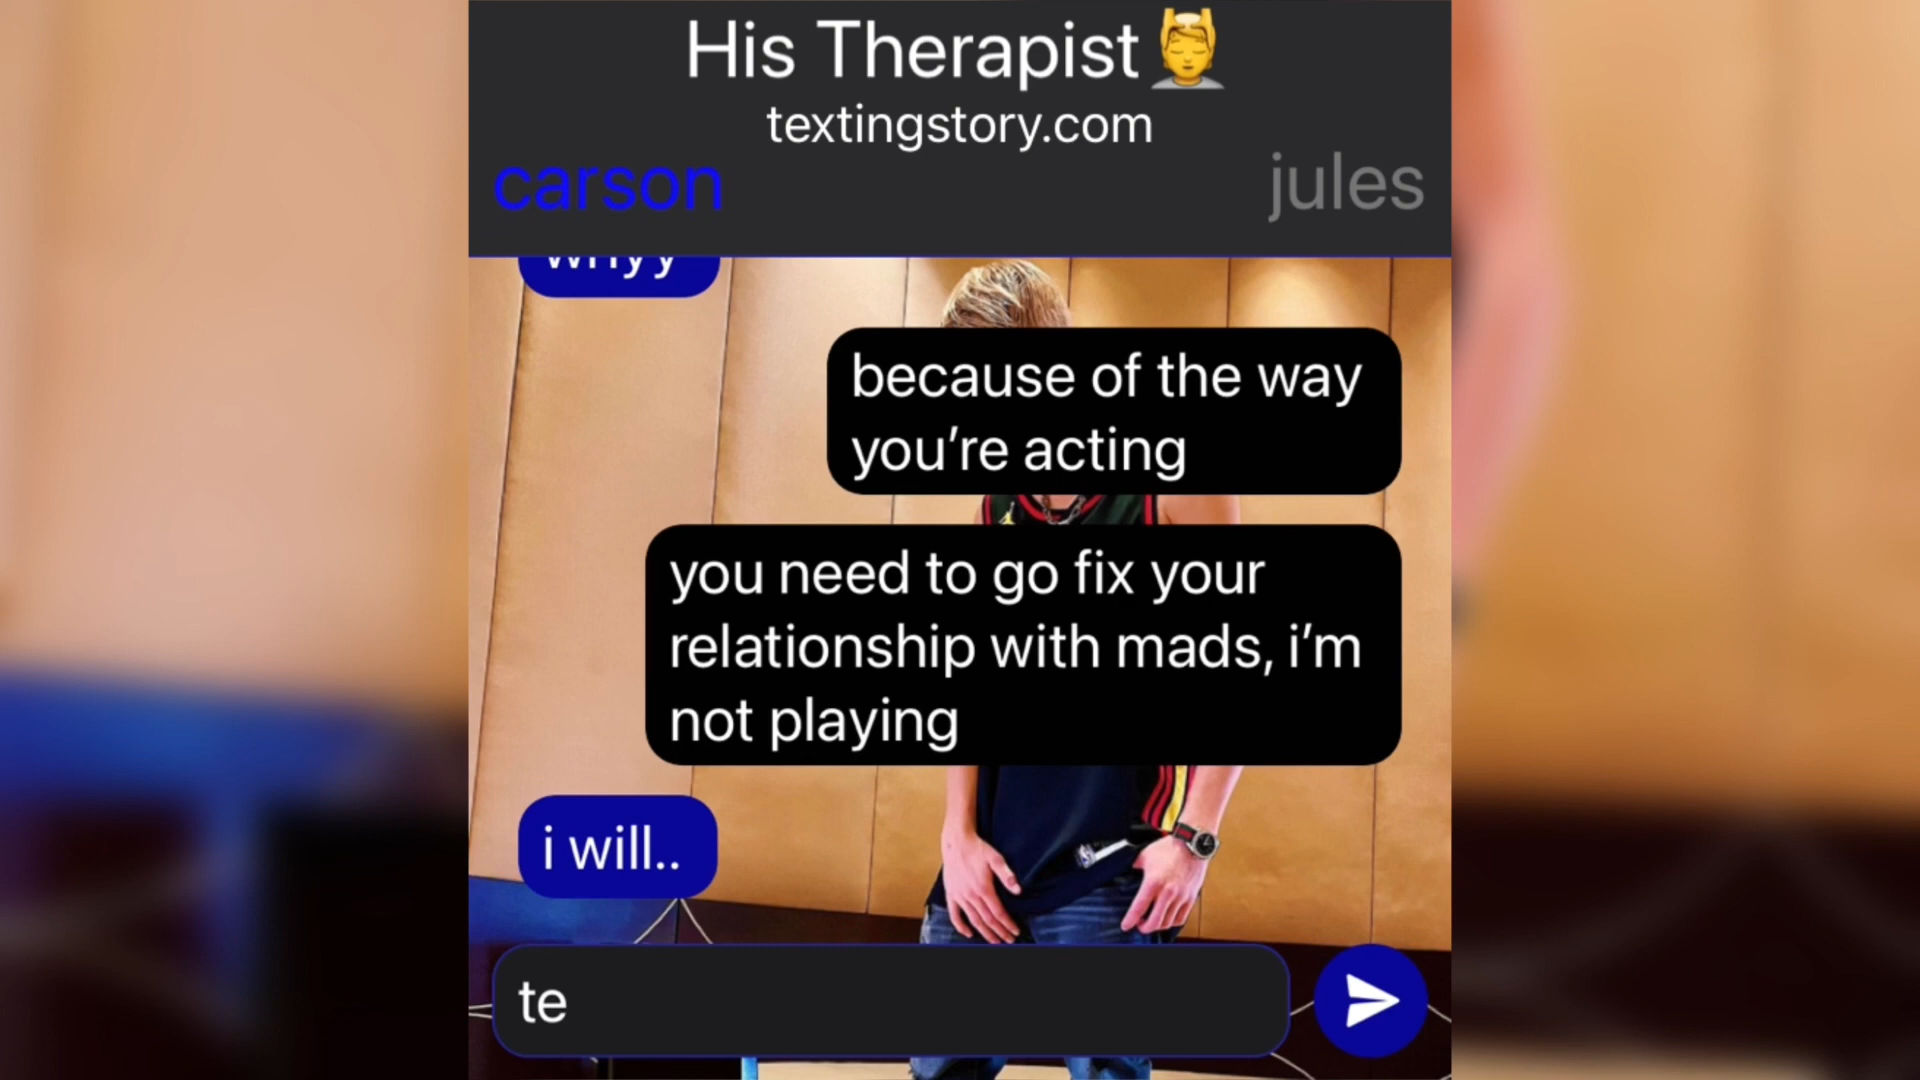 His Therapist
textingstory.com
carson
jules
whyy
because of the way
you’re acting
you need to go fix your
relationship with mads, i’m
not playing
i will..
te